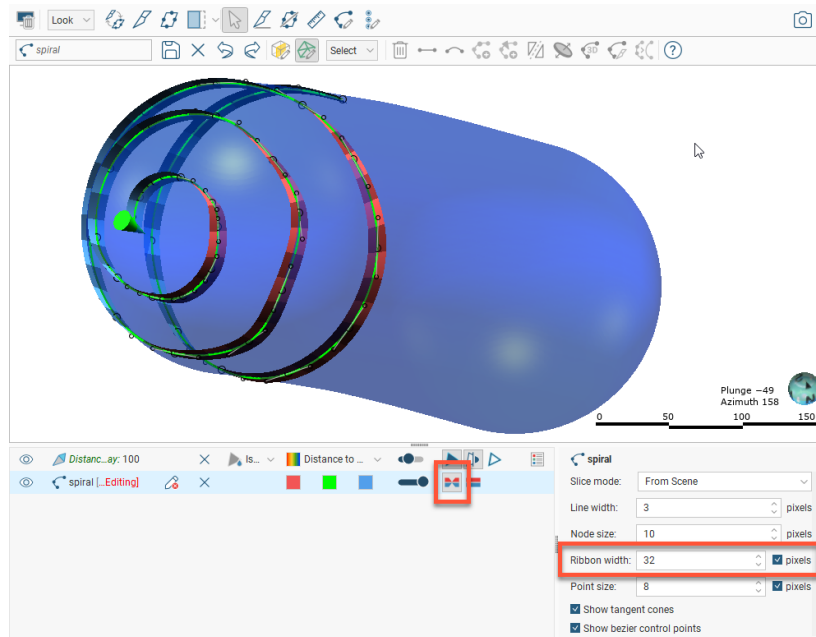 Look
spiral
Select
3D
?
Plunge −49
Azimuth 158
0 50 100 150
Distanc...ay: 100 Is... Distance to ...
spiral [...Editing]
spiral
Slice mode: From Scene
Line width: 3 pixels
Node size: 10 pixels
Ribbon width: 32 pixels
Point size: 8 pixels
Show tangent cones
Show bezier control points